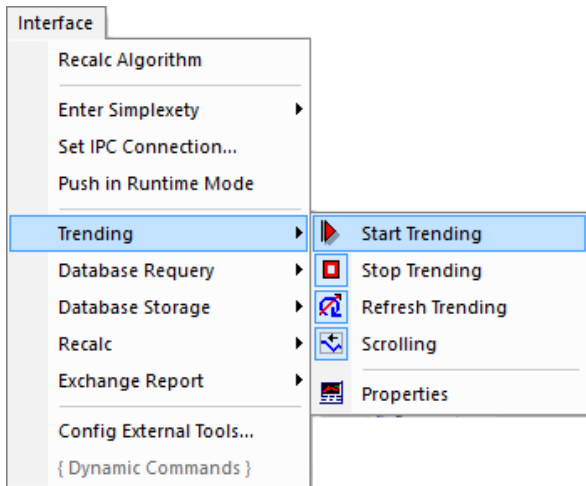 Interface
Recalc Algorithm
Enter Simplexety
Set IPC Connection...
Push in Runtime Mode
Trending
Start Trending
Database Requery
Stop Trending
Database Storage
Refresh Trending
Recalc
Scrolling
Exchange Report
Properties
Config External Tools...
{ Dynamic Commands }